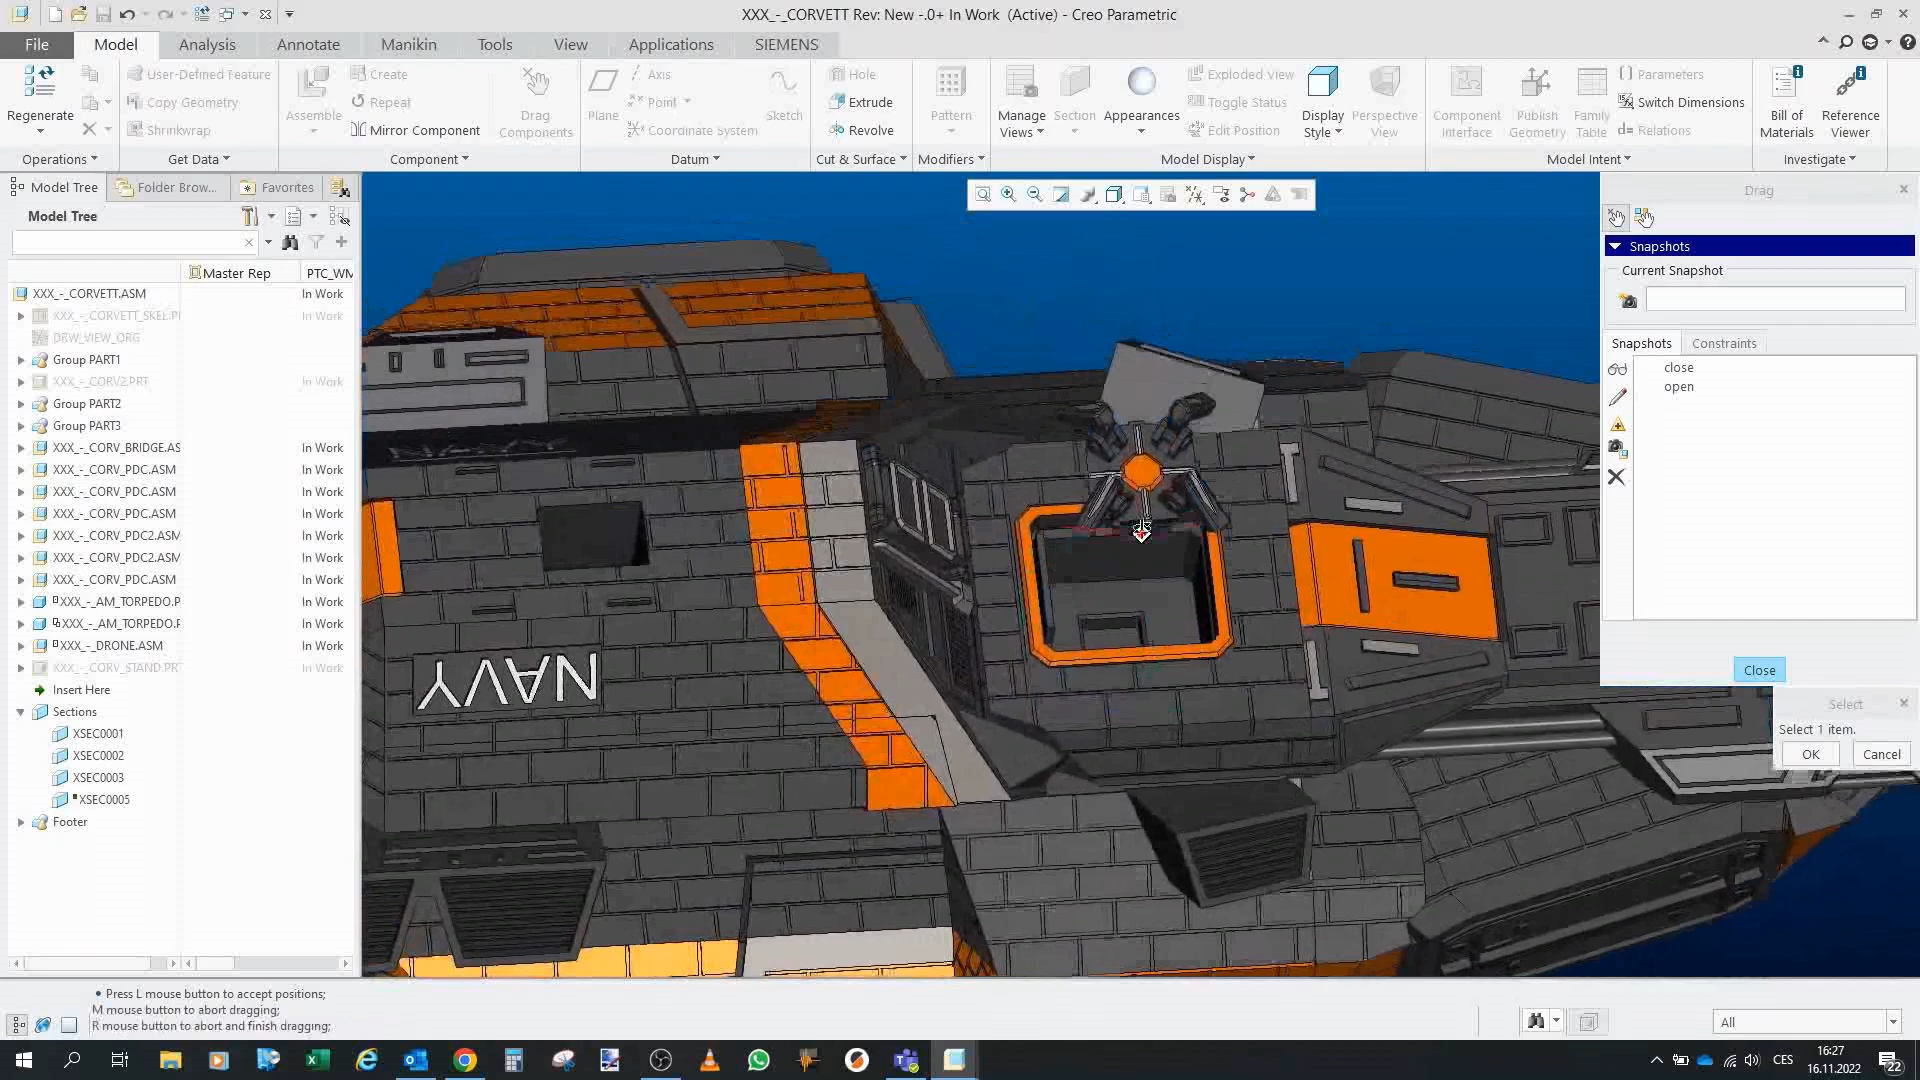 XXX_-_CORVETT Rev: New -.0+ In Work (Active) - Creo Parametric
File
Model
Analysis
Annotate
Manikin
Tools
View
Applications
SIEMENS
Regenerate
User-Defined Feature
Copy Geometry
Shrinkwrap
Assemble
Create
Repeat
Mirror Component
Drag
Components
Plane
Axis
Point
Coordinate System
Sketch
Hole
Extrude
Revolve
Pattern
Manage
Views
Section
Appearances
Exploded View
Toggle Status
Edit Position
Display
Style
Perspective
View
Component
Interface
Publish
Geometry
Family
Table
Parameters
Switch Dimensions
Relations
Bill of
Materials
Reference
Viewer
Operations
Get Data
Component
Datum
Cut & Surface
Modifiers
Model Display
Model Intent
Investigate
Model Tree
Folder Brow...
Favorites
Model Tree
Master Rep
PTC_WM
XXX_-_CORVETT.ASM In Work
XXX_-_CORVETT_SKEL.P In Work
DRW_VIEW_ORG
Group PART1
XXX_-_CORV2.PRT In Work
Group PART2
Group PART3
XXX_-_CORV_BRIDGE.AS In Work
XXX_-_CORV_PDC.ASM In Work
XXX_-_CORV_PDC.ASM In Work
XXX_-_CORV_PDC.ASM In Work
XXX_-_CORV_PDC2.ASM In Work
XXX_-_CORV_PDC2.ASM In Work
XXX_-_CORV_PDC.ASM In Work
XXX_-_AM_TORPEDO.P In Work
XXX_-_AM_TORPEDO.P In Work
XXX_-_DRONE.ASM In Work
XXX_-_CORV_STAND.PRT In Work
Insert Here
Sections
XSEC0001
XSEC0002
XSEC0003
XSEC0005
Footer
NAVY
Drag
Snapshots
Current Snapshot
Snapshots
Constraints
close
open
Close
Select
Select 1 item.
OK
Cancel
• Press L mouse button to accept positions;
M mouse button to abort dragging;
R mouse button to abort and finish dragging;
All
CES
16:27
16.11.2022
22